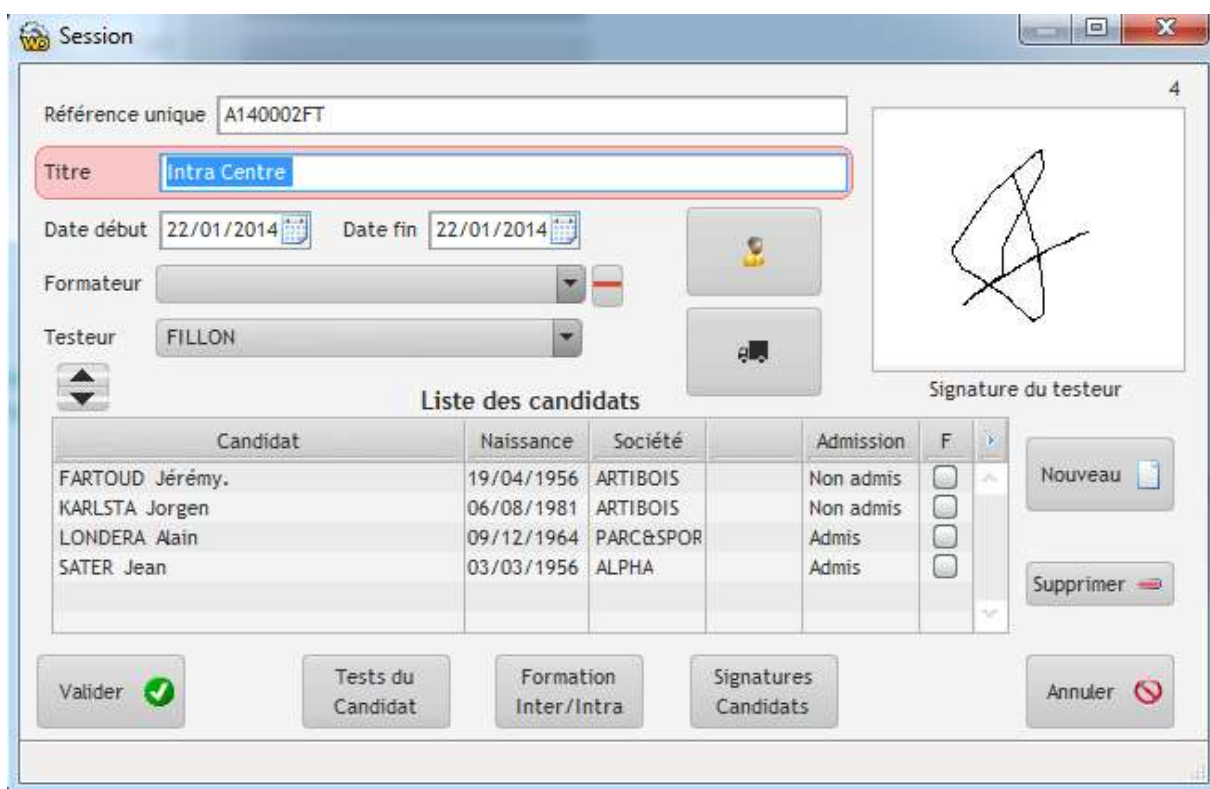 Session
4
Référence unique A140002FT
Titre Intra Centre
Date début 22/01/2014 Date fin 22/01/2014
Formateur
Testeur FILLON
Signature du testeur
Liste des candidats
Candidat Naissance Société Admission F
FARTOUD Jérémy. 19/04/1956 ARTIBOIS Non admis
KARLSTA Jorgen 06/08/1981 ARTIBOIS Non admis
LONDERA Alain 09/12/1964 PARC&SPOR Admis
SATER Jean 03/03/1956 ALPHA Admis
Nouveau
Supprimer
Valider
Tests du
Candidat
Formation
Inter/Intra
Signatures
Candidats
Annuler